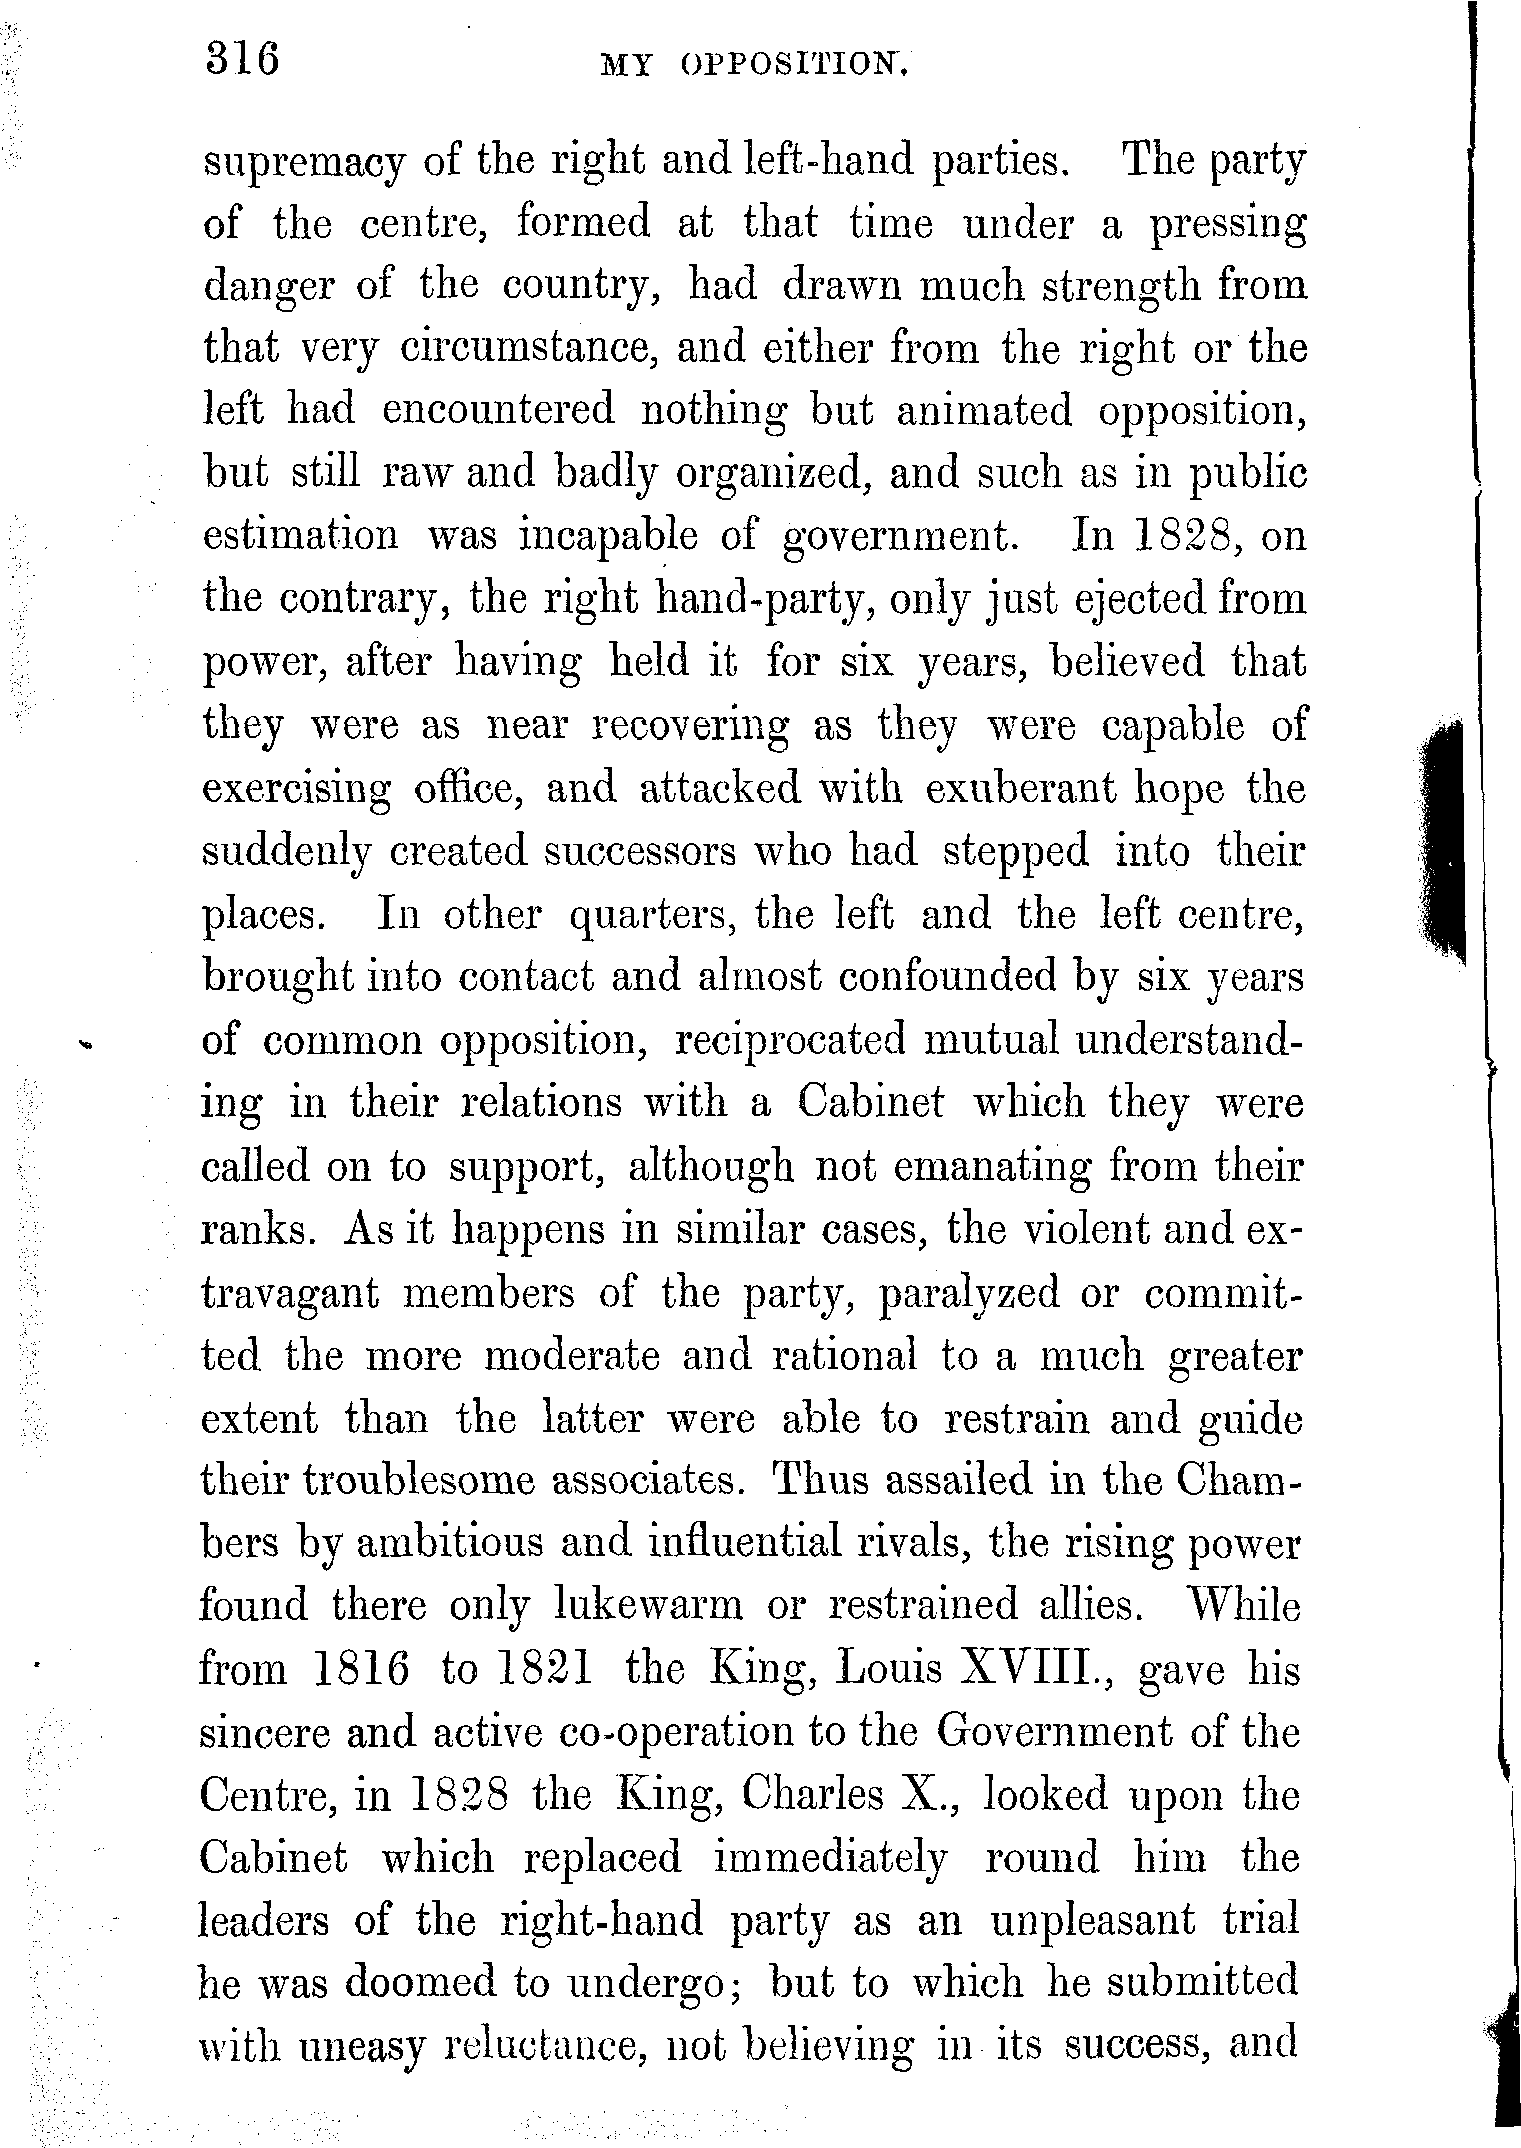 316 MY OPPOSITION.
supremacy of the right and left-hand parties. The party
of the centre, formed at that time under a pressing
danger of the country, had drawn much strength from
that very circumstance, and either from the right or the
left had encountered nothing but animated opposition,
but still raw and badly organized, and such as in public
estimation was incapable of government. In 1828, on
the contrary, the right hand-party, only just ejected from
power, after having held it for six years, believed that
they were as near recovering as they were capable of
exercising office, and attacked with exuberant hope the
suddenly created successors who had stepped into their
places. In other quarters, the left and the left centre,
brought into contact and almost confounded by six years
of common opposition, reciprocated mutual understand-
ing in their relations with a Cabinet which they were
called on to support, although not emanating from their
ranks. As it happens in similar cases, the violent and ex-
travagant members of the party, paralyzed or commit-
ted the more moderate and rational to a much greater
extent than the latter were able to restrain and guide
their troublesome associates. Thus assailed in the Cham-
bers by ambitious and influential rivals, the rising power
found there only lukewarm or restrained allies. While
from 1816 to 1821 the King, Louis XVIII., gave his
sincere and active co-operation to the Government of the
Centre, in 1828 the King, Charles X., looked upon the
Cabinet which replaced immediately round him the
leaders of the right-hand party as an unpleasant trial
he was doomed to undergo; but to which he submitted
with uneasy reluctance, not believing in its success, and